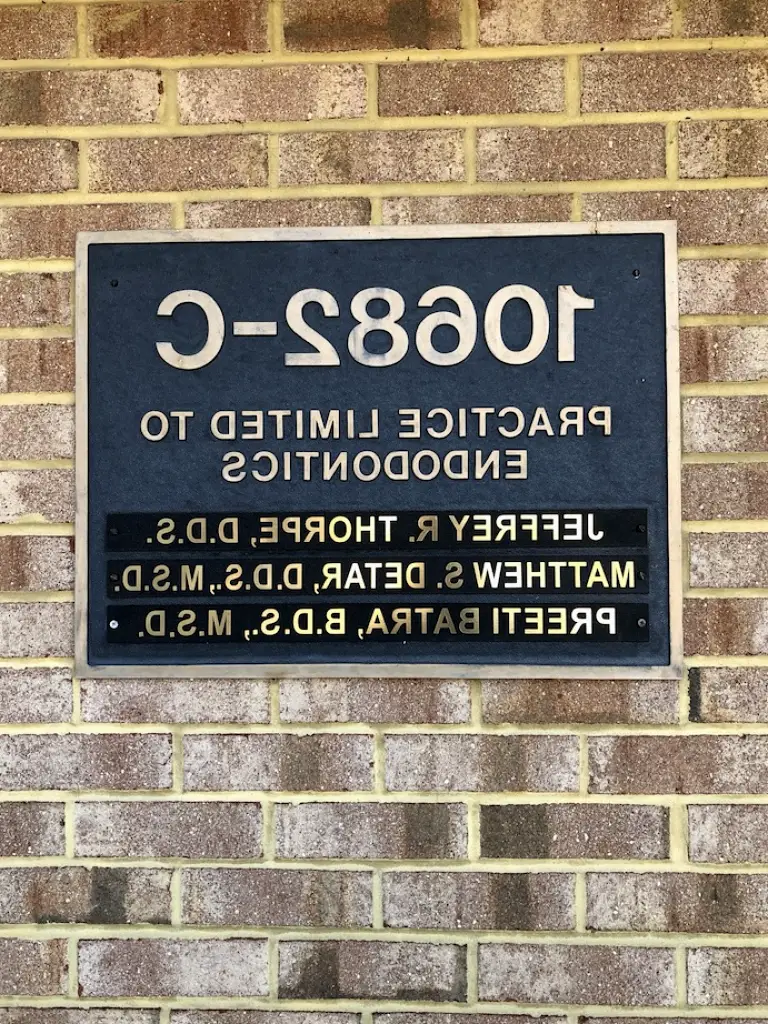 10682-C
PRACTICE LIMITED TO
ENDODONTICS
JEFFREY R. THORPE, D.D.S.
MATTHEW S. DETAR, D.D.S., M.S.D.
PREETI BATRA, B.D.S., M.S.D.